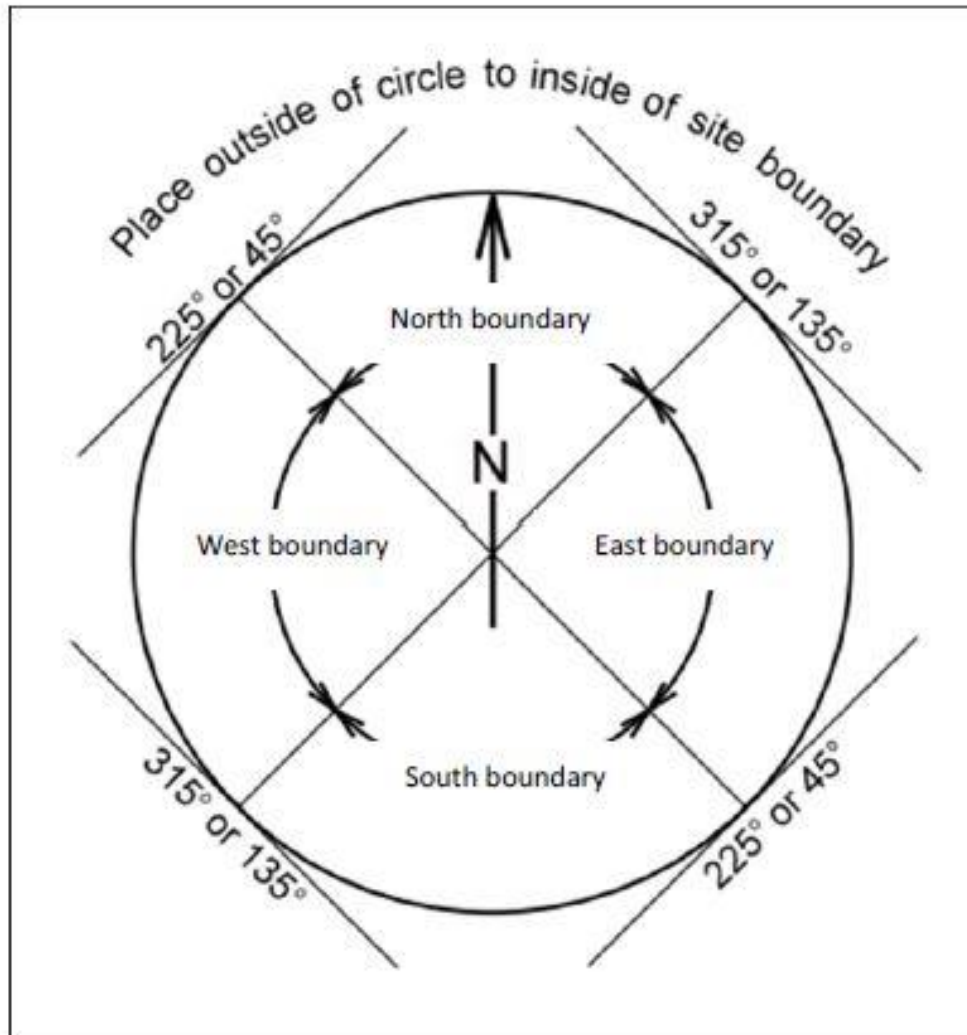 Place outside of circle to inside of site boundary
225° or 45°
315° or 135°
North boundary
N
West boundary
East boundary
South boundary
315° or 135°
225° or 45°